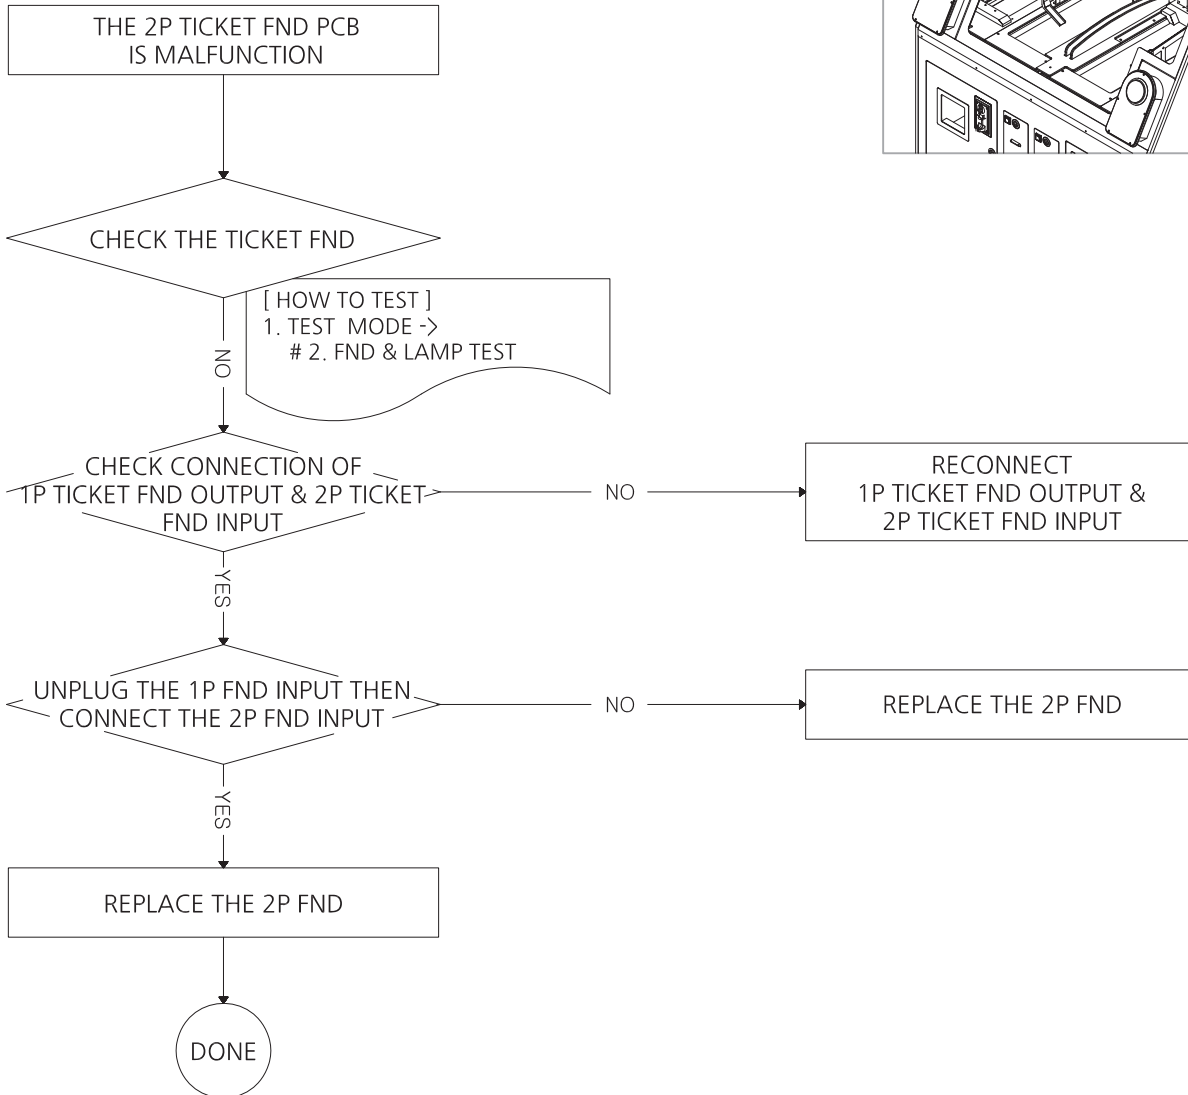 THE 2P TICKET FND PCB
IS MALFUNCTION
CHECK THE TICKET FND
[ HOW TO TEST ]
1. TEST MODE ->
# 2. FND & LAMP TEST
NO
CHECK CONNECTION OF
1P TICKET FND OUTPUT & 2P TICKET
FND INPUT
NO
RECONNECT
1P TICKET FND OUTPUT &
2P TICKET FND INPUT
YES
UNPLUG THE 1P FND INPUT THEN
CONNECT THE 2P FND INPUT
NO
REPLACE THE 2P FND
YES
REPLACE THE 2P FND
DONE